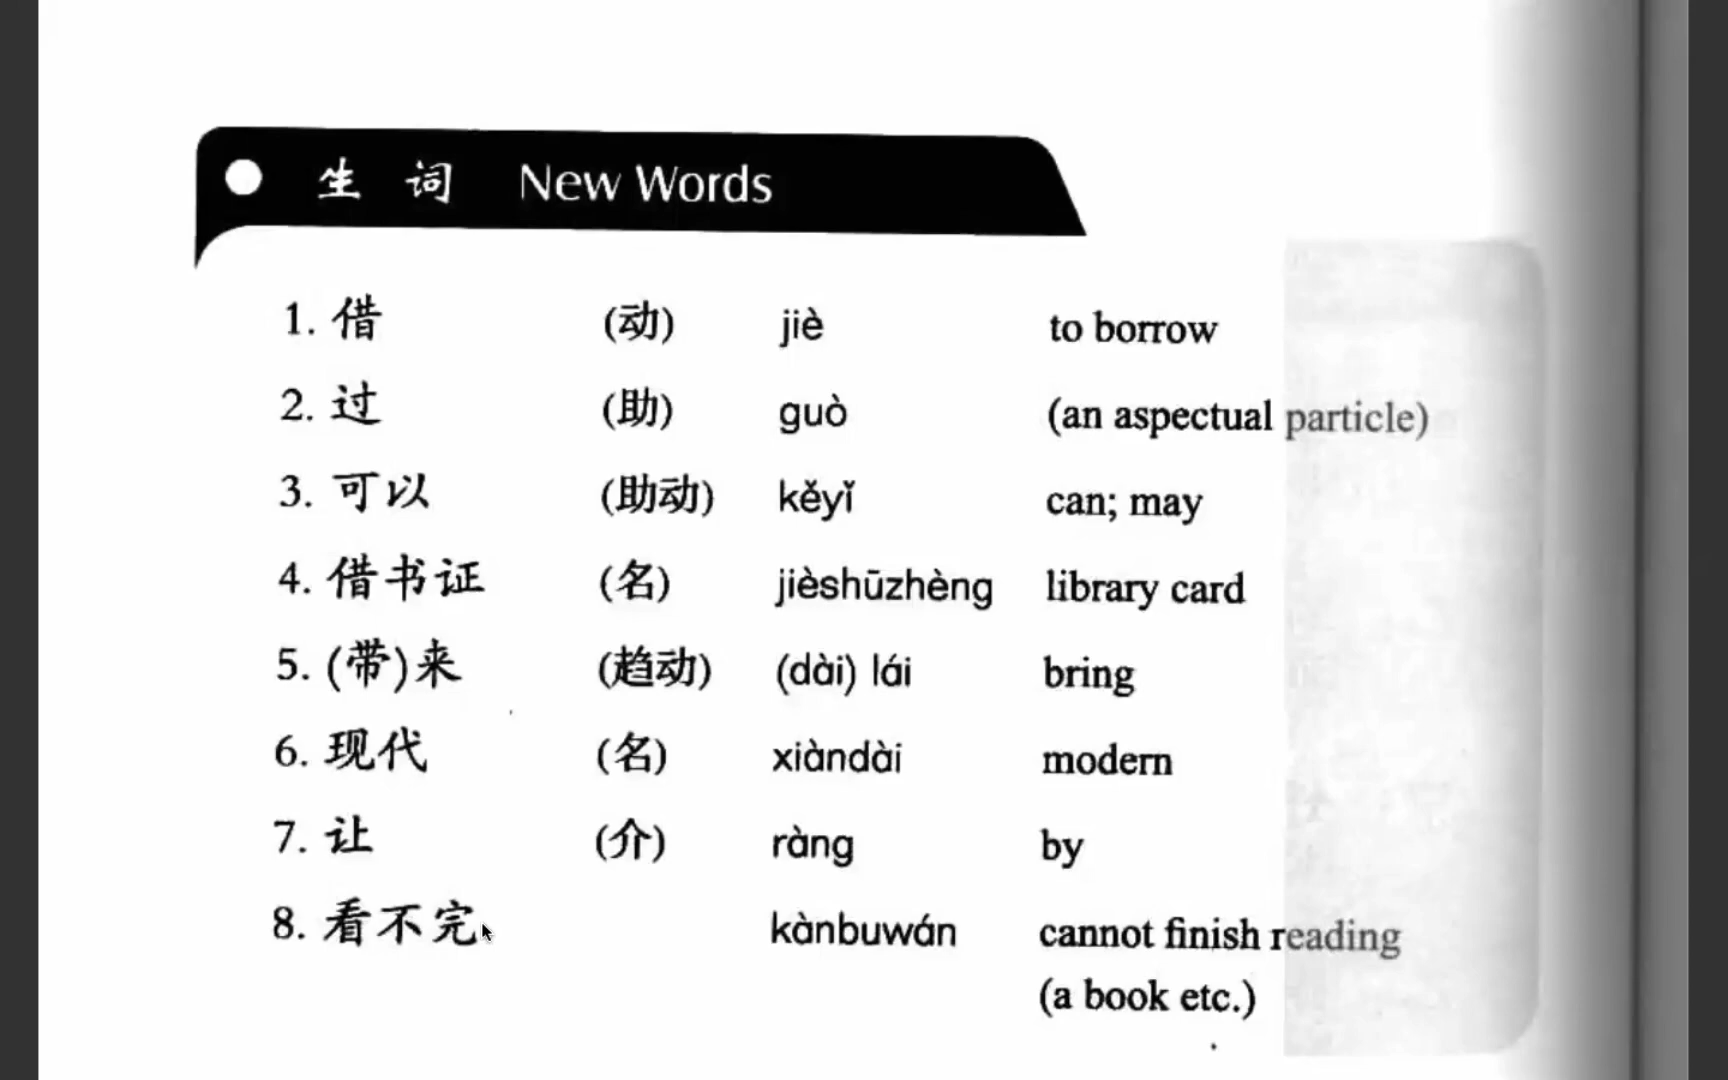 生 词 New Words
1. 借 (动) jiè to borrow
2. 过 (助) guò (an aspectual particle)
3. 可以 (助动) kěyǐ can; may
4. 借书证 (名) jièshūzhèng library card
5. (带)来 (趋动) (dài) lái bring
6. 现代 (名) xiàndài modern
7. 让 (介) ràng by
8. 看不完 kànbuwán cannot finish reading
(a book etc.)